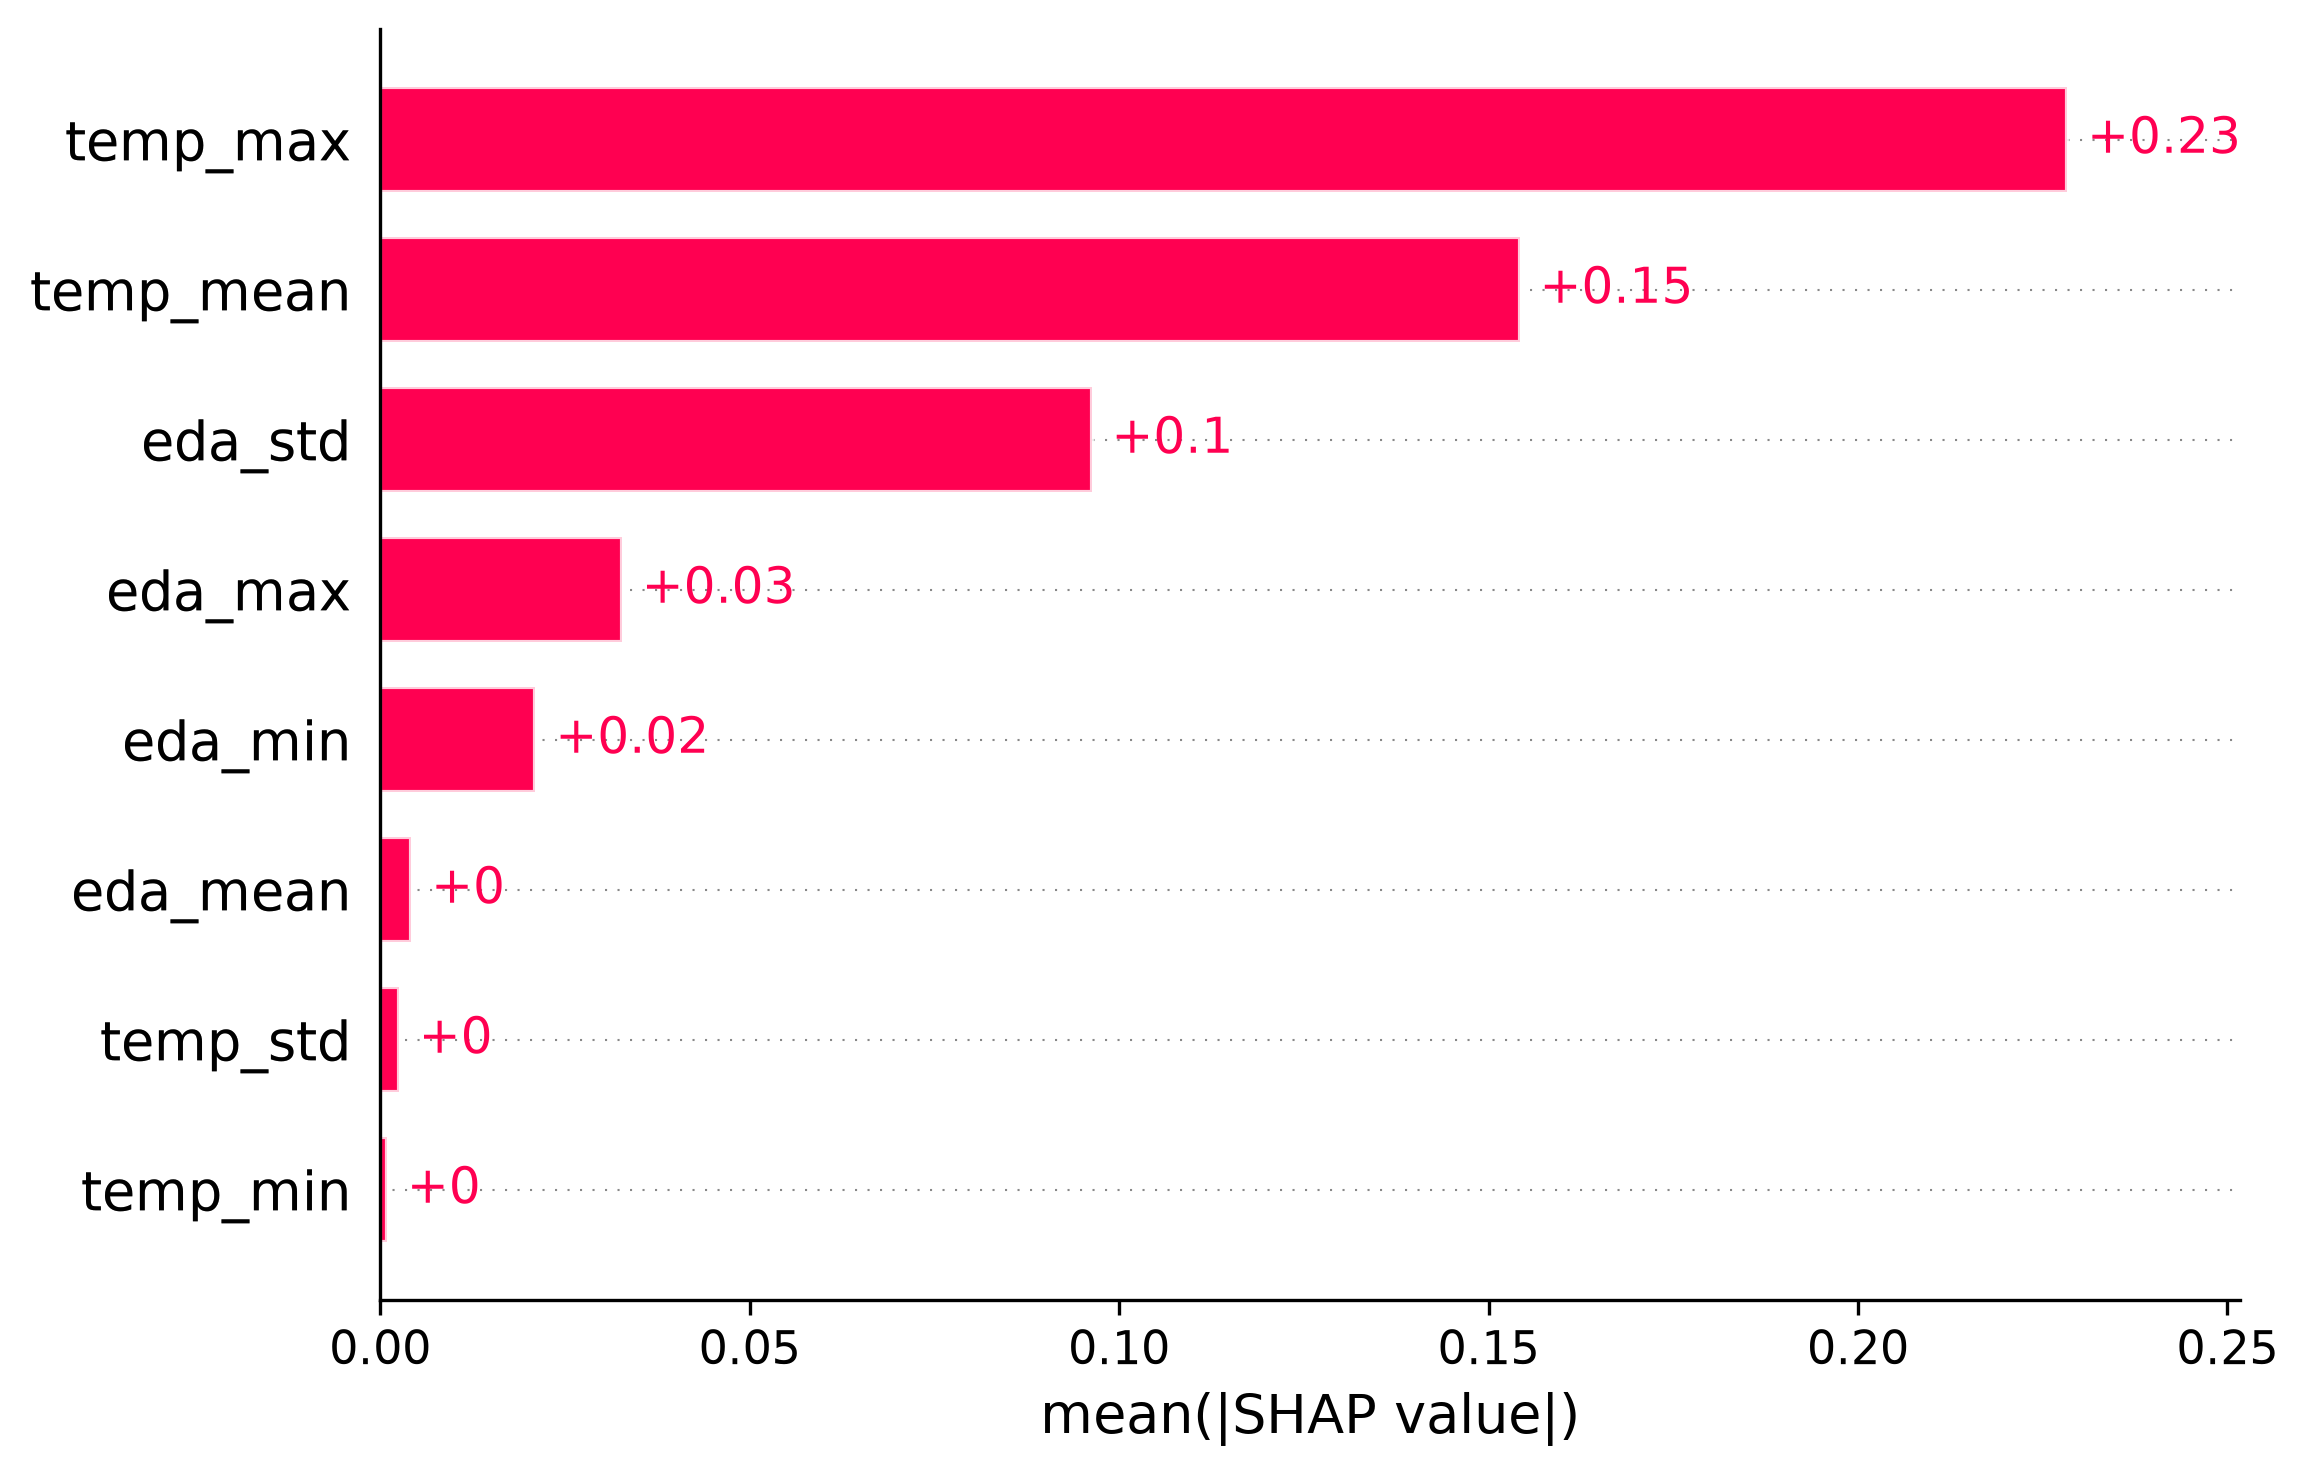 temp_max +0.23
temp_mean +0.15
eda_std +0.1
eda_max +0.03
eda_min +0.02
eda_mean +0
temp_std +0
temp_min +0
0.00 0.05 0.10 0.15 0.20 0.25
mean(|SHAP value|)